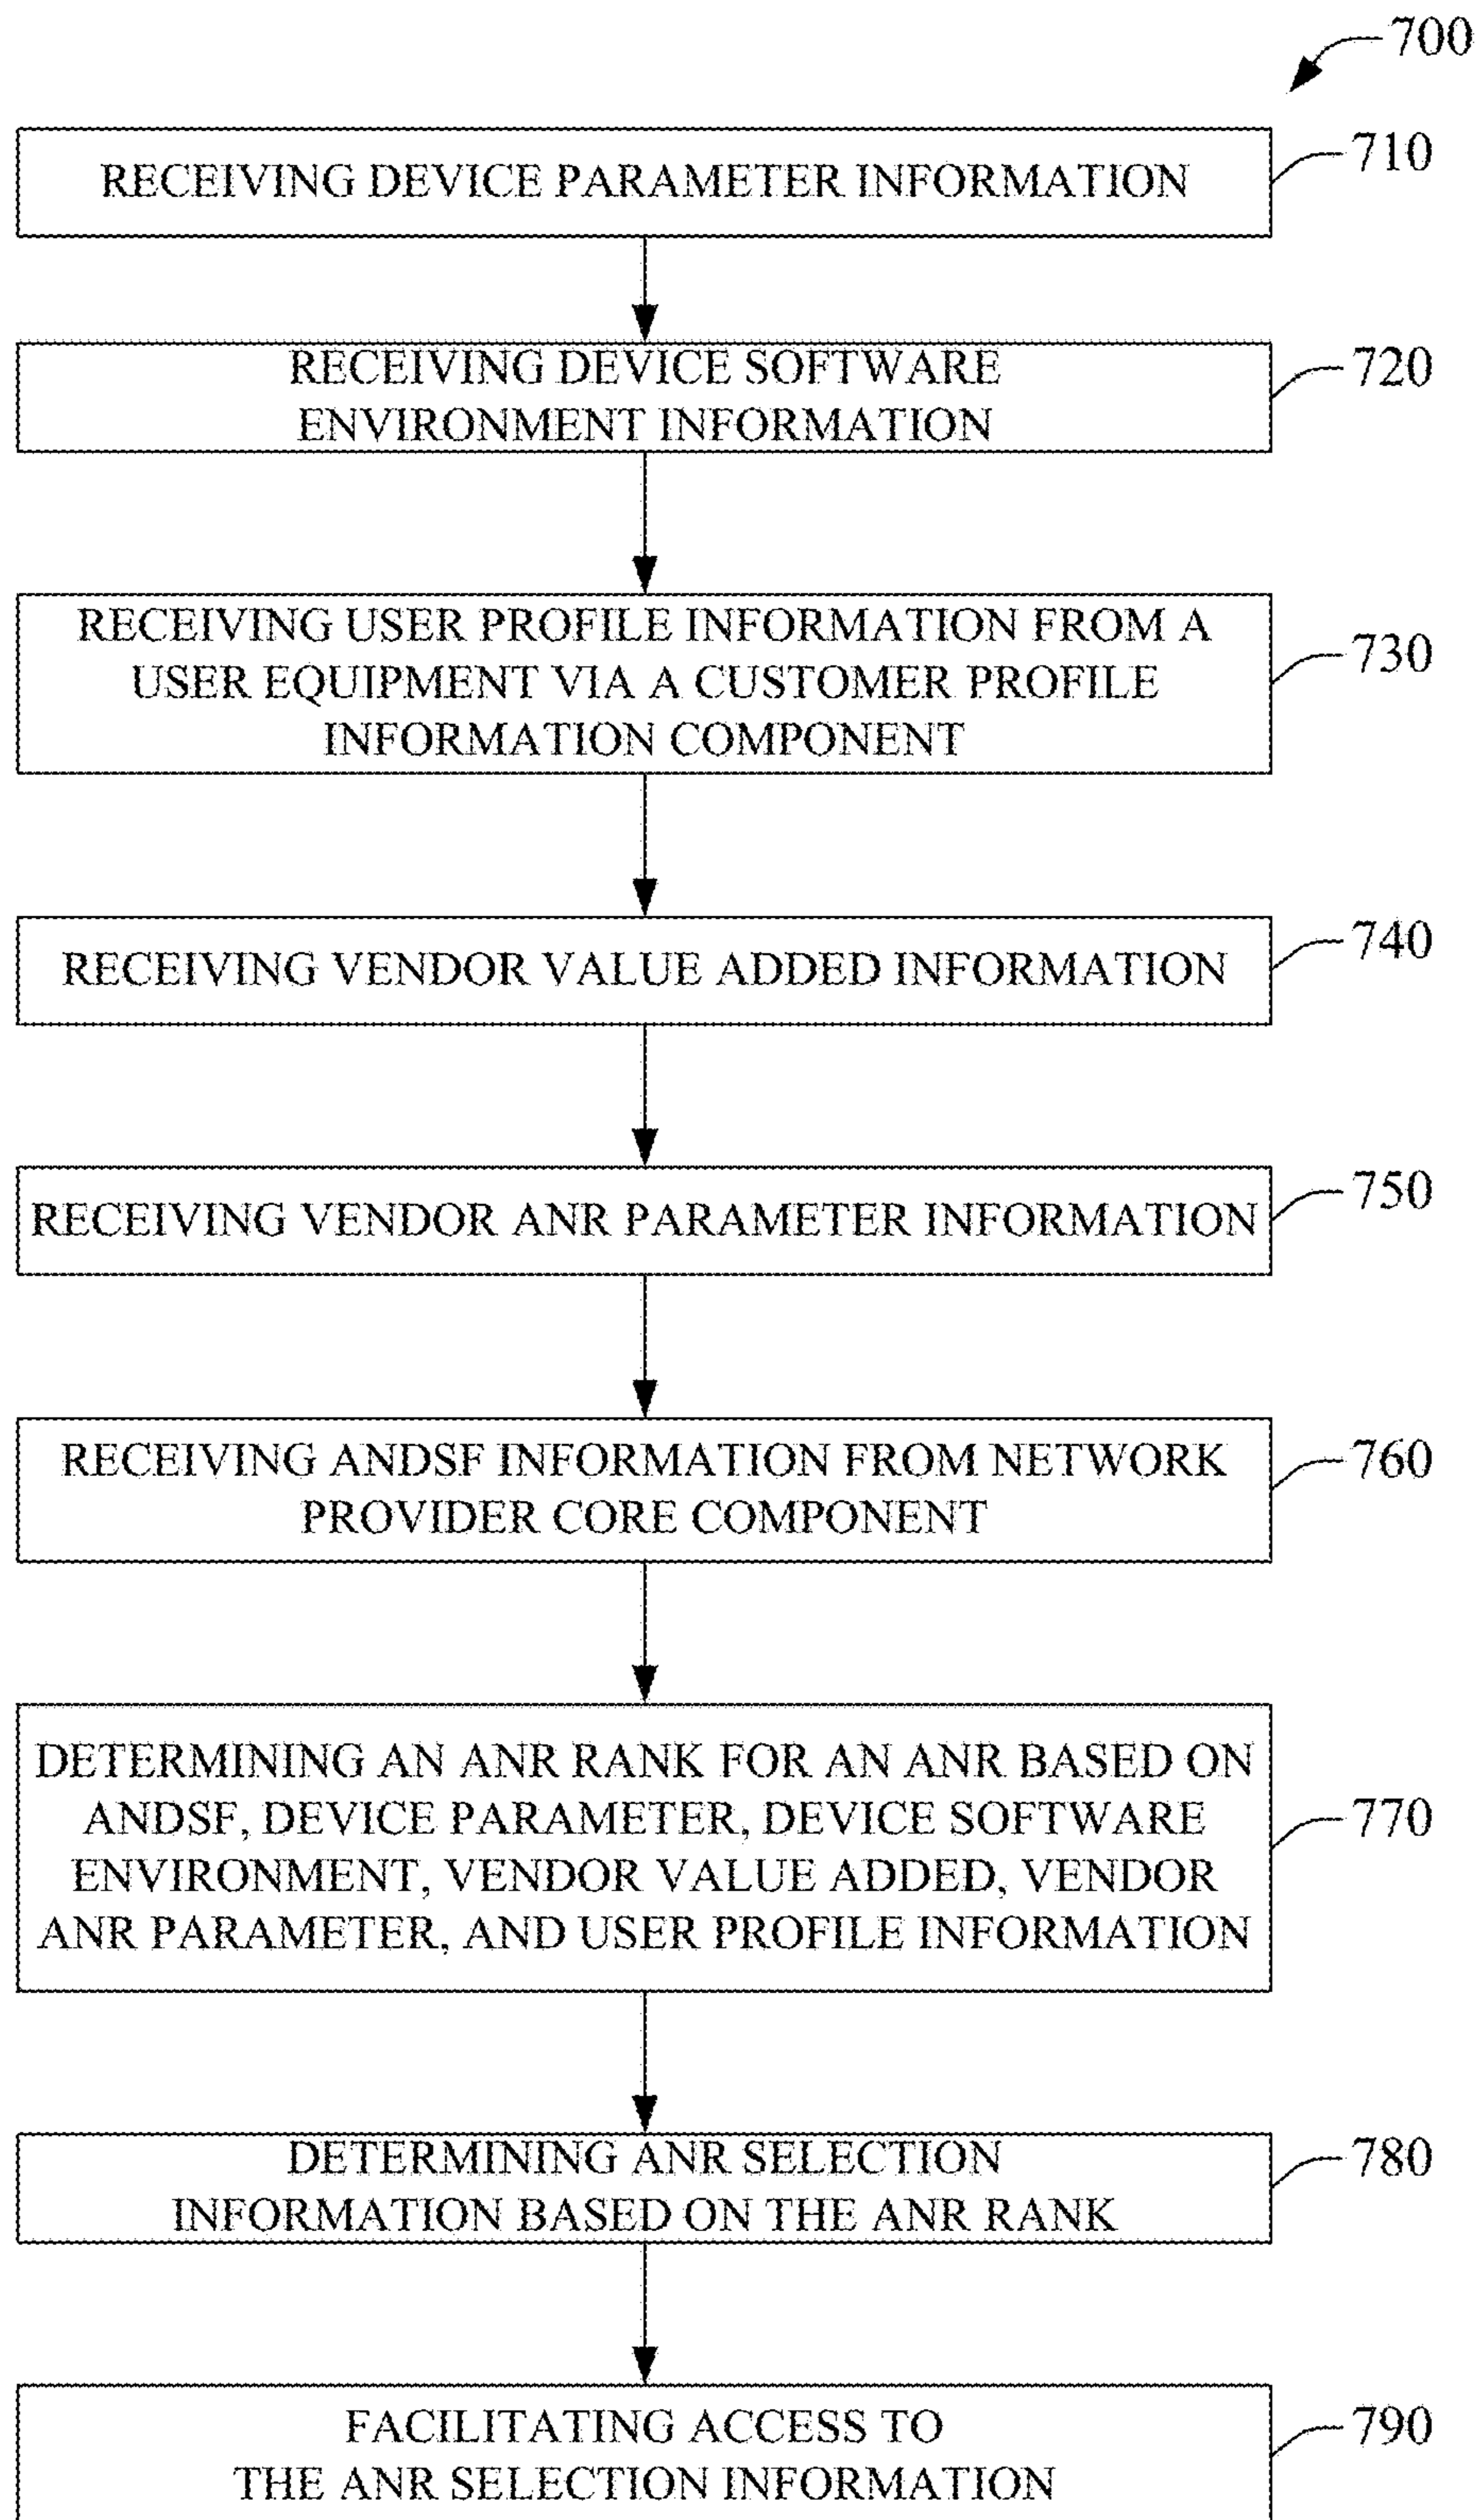 700
RECEIVING DEVICE PARAMETER INFORMATION
710
RECEIVING DEVICE SOFTWARE
ENVIRONMENT INFORMATION
720
RECEIVING USER PROFILE INFORMATION FROM A
USER EQUIPMENT VIA A CUSTOMER PROFILE
INFORMATION COMPONENT
730
RECEIVING VENDOR VALUE ADDED INFORMATION
740
RECEIVING VENDOR ANR PARAMETER INFORMATION
750
RECEIVING ANDSF INFORMATION FROM NETWORK
PROVIDER CORE COMPONENT
760
DETERMINING AN ANR RANK FOR AN ANR BASED ON
ANDSF, DEVICE PARAMETER, DEVICE SOFTWARE
ENVIRONMENT, VENDOR VALUE ADDED, VENDOR
ANR PARAMETER, AND USER PROFILE INFORMATION
770
DETERMINING ANR SELECTION
INFORMATION BASED ON THE ANR RANK
780
FACILITATING ACCESS TO
THE ANR SELECTION INFORMATION
790